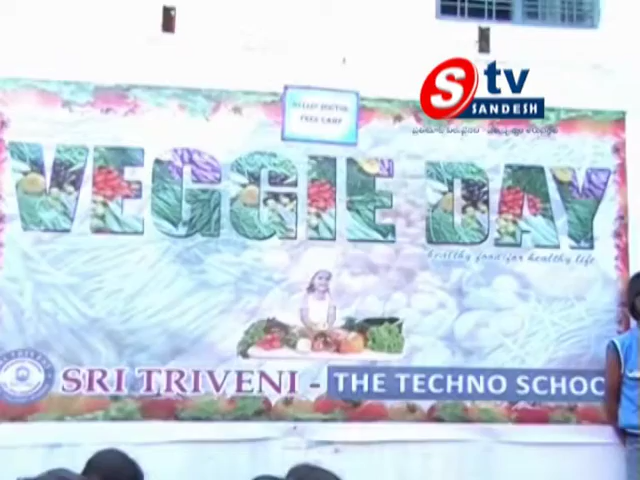 S tv
SANDESH
VEGGIE DAY
healthy food for healthy life
SRI TRIVENI - THE TECHNO SCHOO